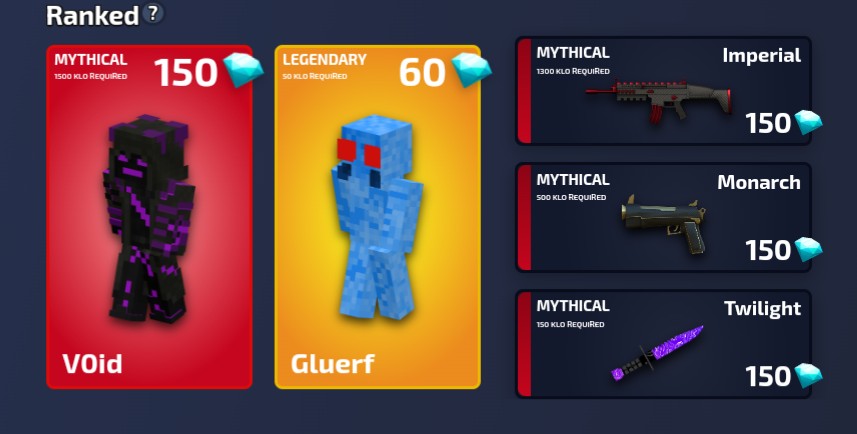 Ranked ?
MYTHICAL
1500 KLO REQUIRED
150
V0id
LEGENDARY
50 KLO REQUIRED
60
Gluerf
MYTHICAL
1300 KLO REQUIRED
Imperial
150
MYTHICAL
500 KLO REQUIRED
Monarch
150
MYTHICAL
150 KLO REQUIRED
Twilight
150